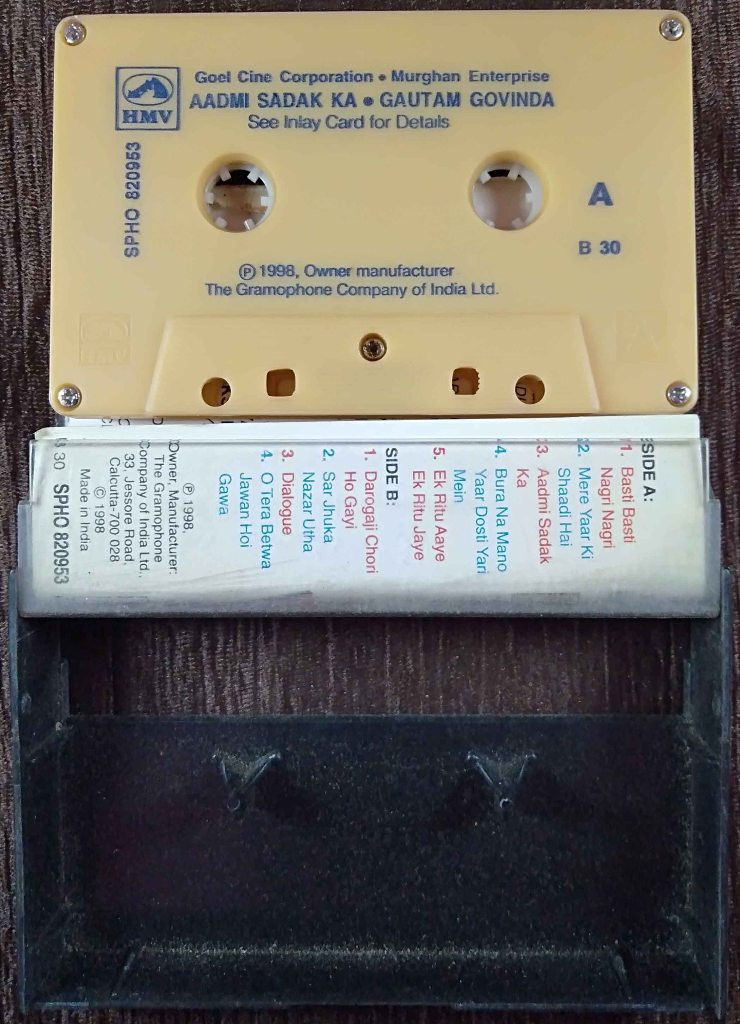 HMV
Goel Cine Corporation • Murghan Enterprise
AADMI SADAK KA • GAUTAM GOVINDA
See Inlay Card for Details
SPHO 820953
A
B 30
Ⓟ 1998, Owner manufacturer
The Gramophone Company of India Ltd.
SIDE A:
1. Basti Basti
Nagri Nagri
2. Mere Yaar Ki
Shaadi Hai
3. Aadmi Sadak
Ka
4. Bura Na Mano
Yaar Dosti Yari
Mein
5. Ek Ritu Aaye
Ek Ritu Jaye
SIDE B:
1. Darogaji Chori
Ho Gayi
2. Sar Jhuka
Nazar Utha
3. Dialogue
4. O Tera Betwa
Jawan Hoi
Gawa
Ⓟ 1998,
Owner, Manufacturer:
The Gramophone
Company of India Ltd.,
33, Jessore Road,
Calcutta-700 028
© 1998
Made in India
30 SPHO 820953